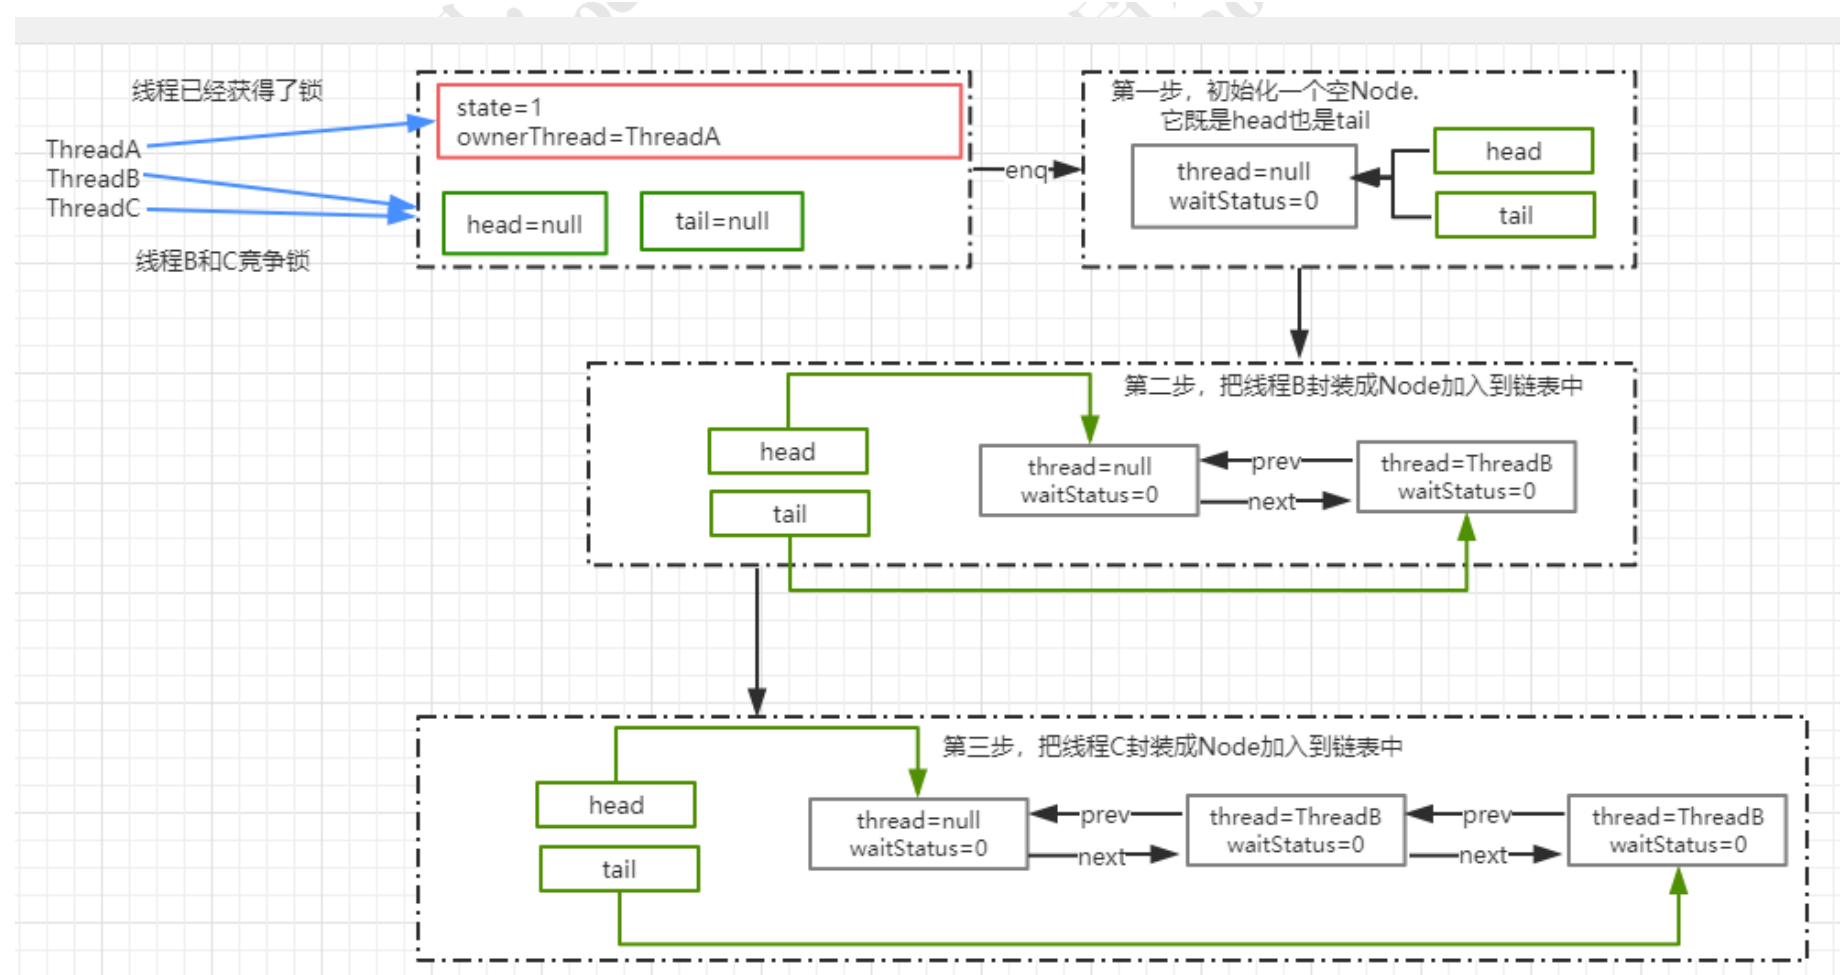 线程已经获得了锁
ThreadA
ThreadB
ThreadC
线程B和C竞争锁
state=1
ownerThread=ThreadA
head=null
tail=null
enq
第一步，初始化一个空Node.
它既是head也是tail
thread=null
waitStatus=0
head
tail
第二步，把线程B封装成Node加入到链表中
head
tail
thread=null
waitStatus=0
prev
next
thread=ThreadB
waitStatus=0
第三步，把线程C封装成Node加入到链表中
head
tail
thread=null
waitStatus=0
prev
next
thread=ThreadB
waitStatus=0
prev
next
thread=ThreadB
waitStatus=0